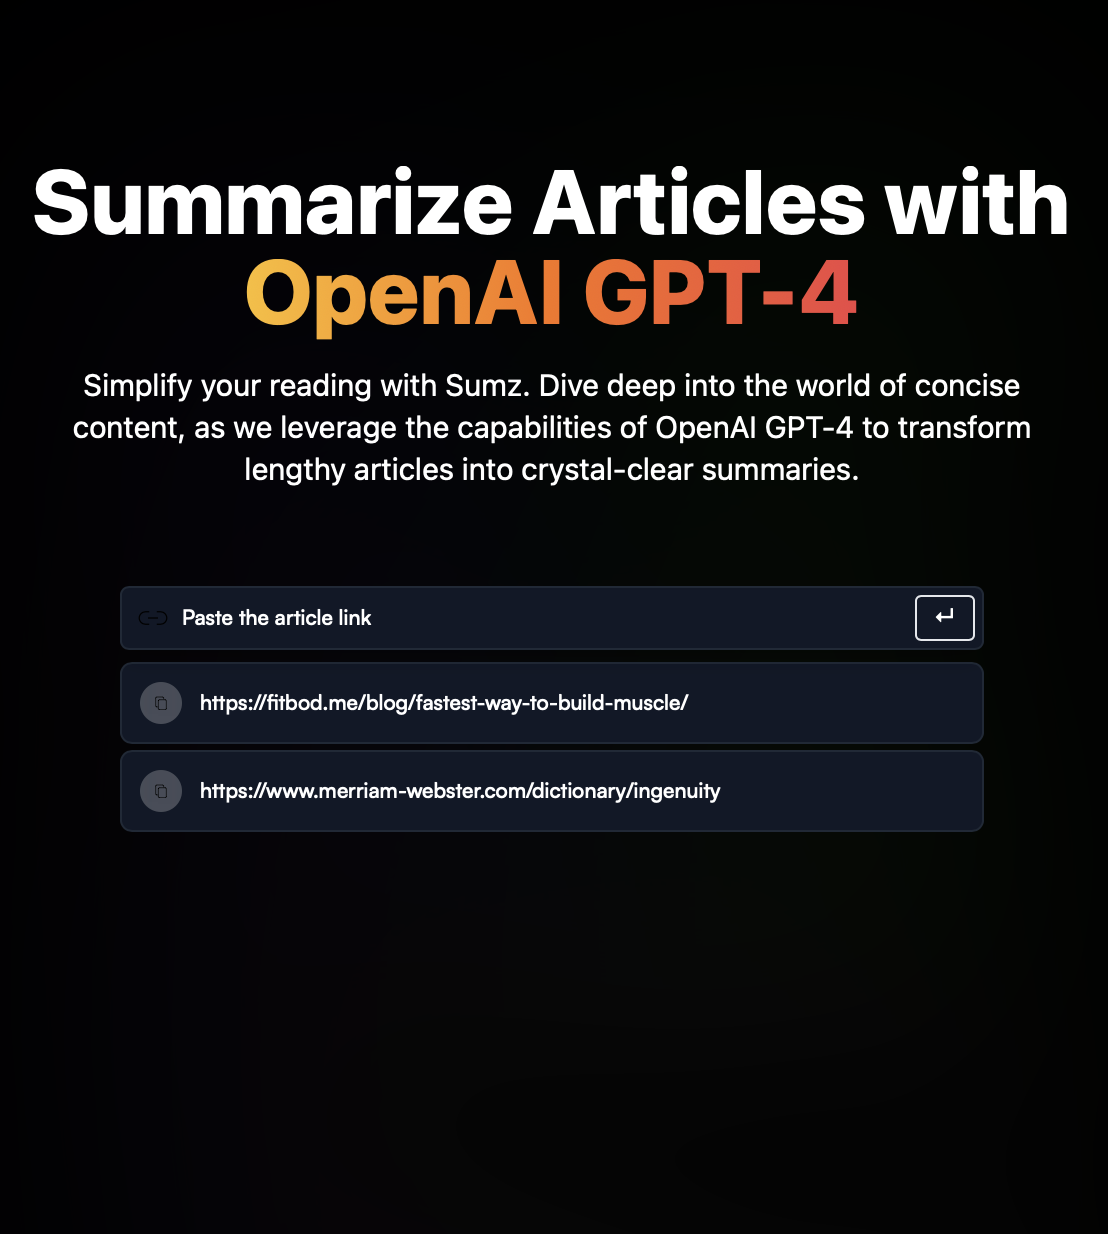 Summarize Articles with
OpenAI GPT-4
Simplify your reading with Sumz. Dive deep into the world of concise
content, as we leverage the capabilities of OpenAI GPT-4 to transform
lengthy articles into crystal-clear summaries.
Paste the article link
https://fitbod.me/blog/fastest-way-to-build-muscle/
https://www.merriam-webster.com/dictionary/ingenuity